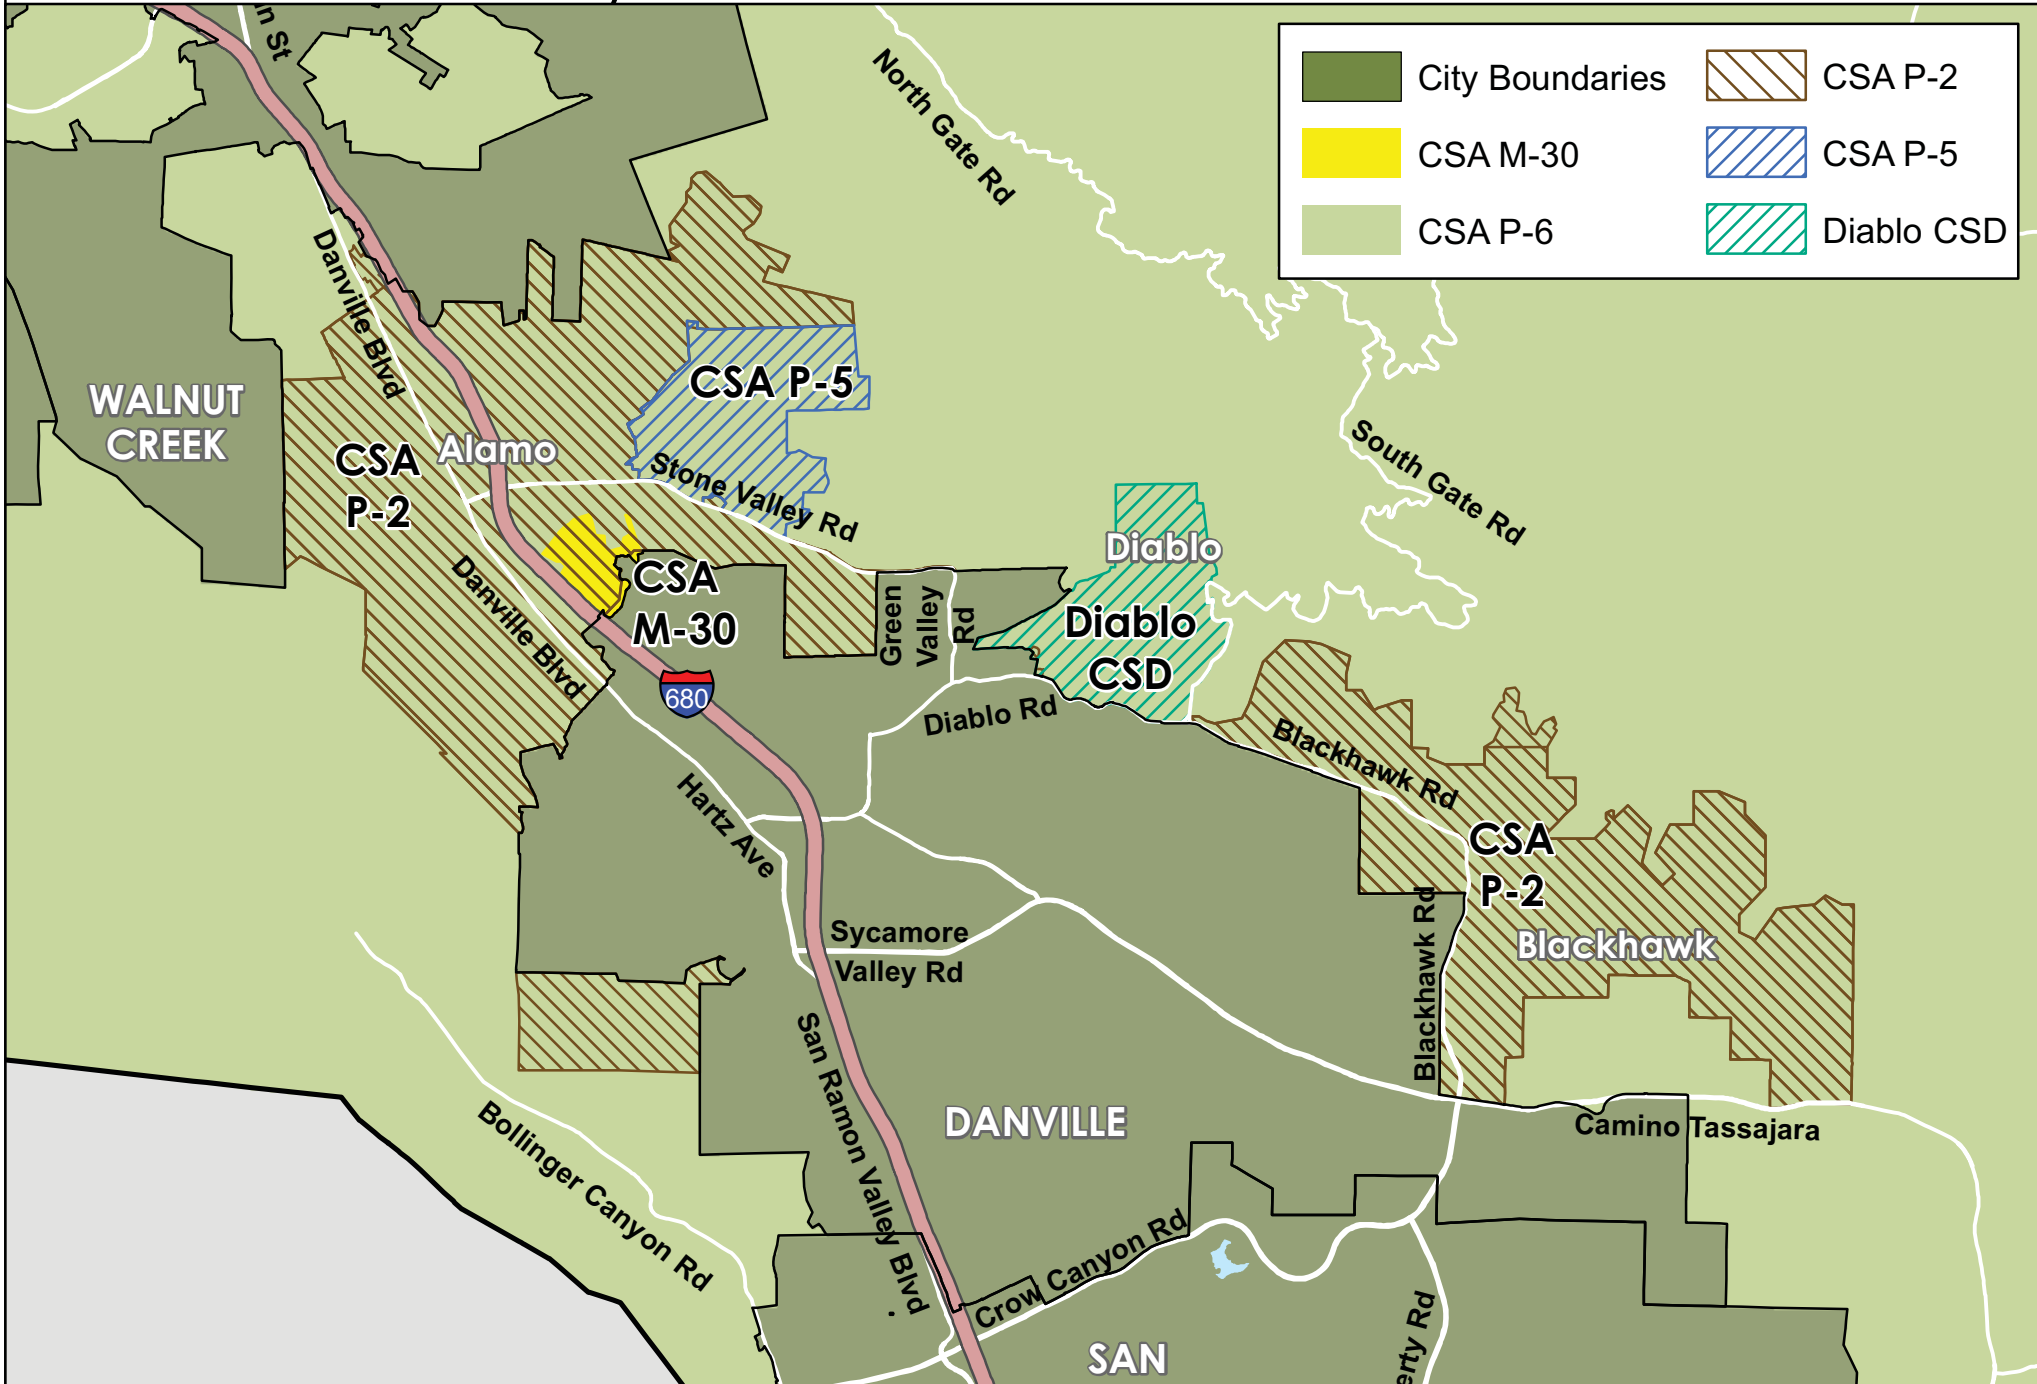 City Boundaries
CSA M-30
CSA P-6
CSA P-2
CSA P-5
Diablo CSD
St
North Gate Rd
Danville Blvd
WALNUT
CREEK
CSA P-5
CSA
P-2
Alamo
Stone Valley Rd
South Gate Rd
Diablo
Danville Blvd
CSA
M-30
Green
Valley
Rd
Diablo
CSD
680
Diablo Rd
Blackhawk Rd
Hartz Ave
CSA
P-2
Blackhawk Rd
Blackhawk
Sycamore
Valley Rd
San Ramon Valley Blvd
Bollinger Canyon Rd
DANVILLE
Camino Tassajara
Crow Canyon Rd
SAN
erty Rd